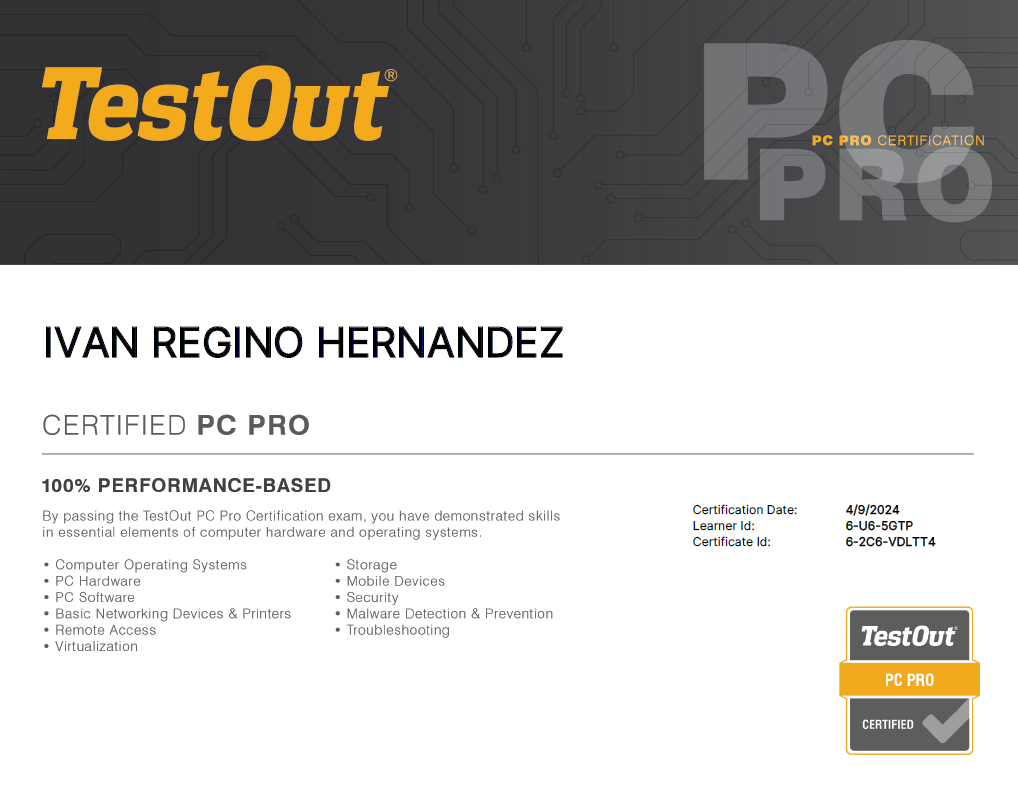 TestOut®
PC
PC PRO CERTIFICATION
PRO
IVAN REGINO HERNANDEZ
CERTIFIED PC PRO
100% PERFORMANCE-BASED
By passing the TestOut PC Pro Certification exam, you have demonstrated skills
in essential elements of computer hardware and operating systems.
• Computer Operating Systems
• PC Hardware
• PC Software
• Basic Networking Devices & Printers
• Remote Access
• Virtualization
• Storage
• Mobile Devices
• Security
• Malware Detection & Prevention
• Troubleshooting
Certification Date: 4/9/2024
Learner Id: 6-U6-5GTP
Certificate Id: 6-2C6-VDLTT4
TestOut®
PC PRO
CERTIFIED